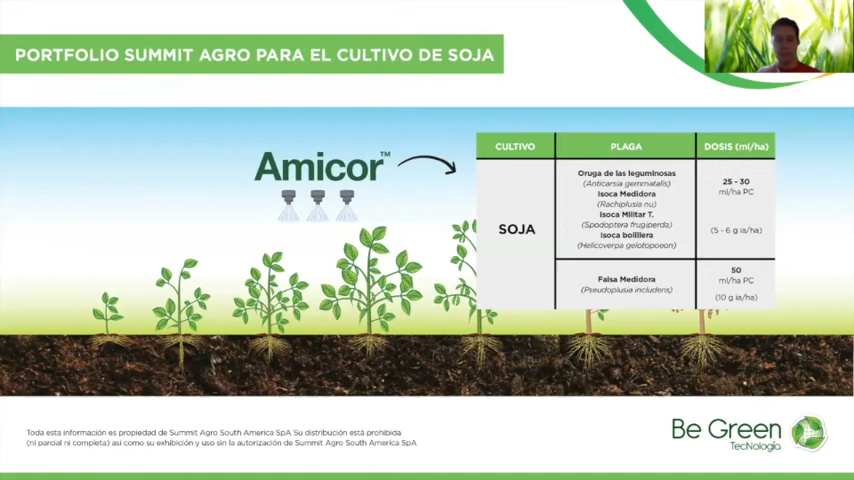 PORTFOLIO SUMMIT AGRO PARA EL CULTIVO DE SOJA
Amicor™
CULTIVO PLAGA DOSIS (ml/ha)
SOJA
Oruga de las leguminosas
(Anticarsia gemmatalis)
Isoca Medidora
(Rachiplusia nu)
Isoca Militar T.
(Spodoptera frugiperda)
Isoca bolillera
(Helicoverpa gelotopoeon)
25 - 30
ml/ha PC
(5 - 6 g ia/ha)
Falsa Medidora
(Pseudoplusia includens)
50
ml/ha PC
(10 g ia/ha)
Toda esta información es propiedad de Summit Agro South America SpA Su distribución está prohibida
(ni parcial ni completa) así como su exhibición y uso sin la autorización de Summit Agro South America SpA
Be Green
TecNología